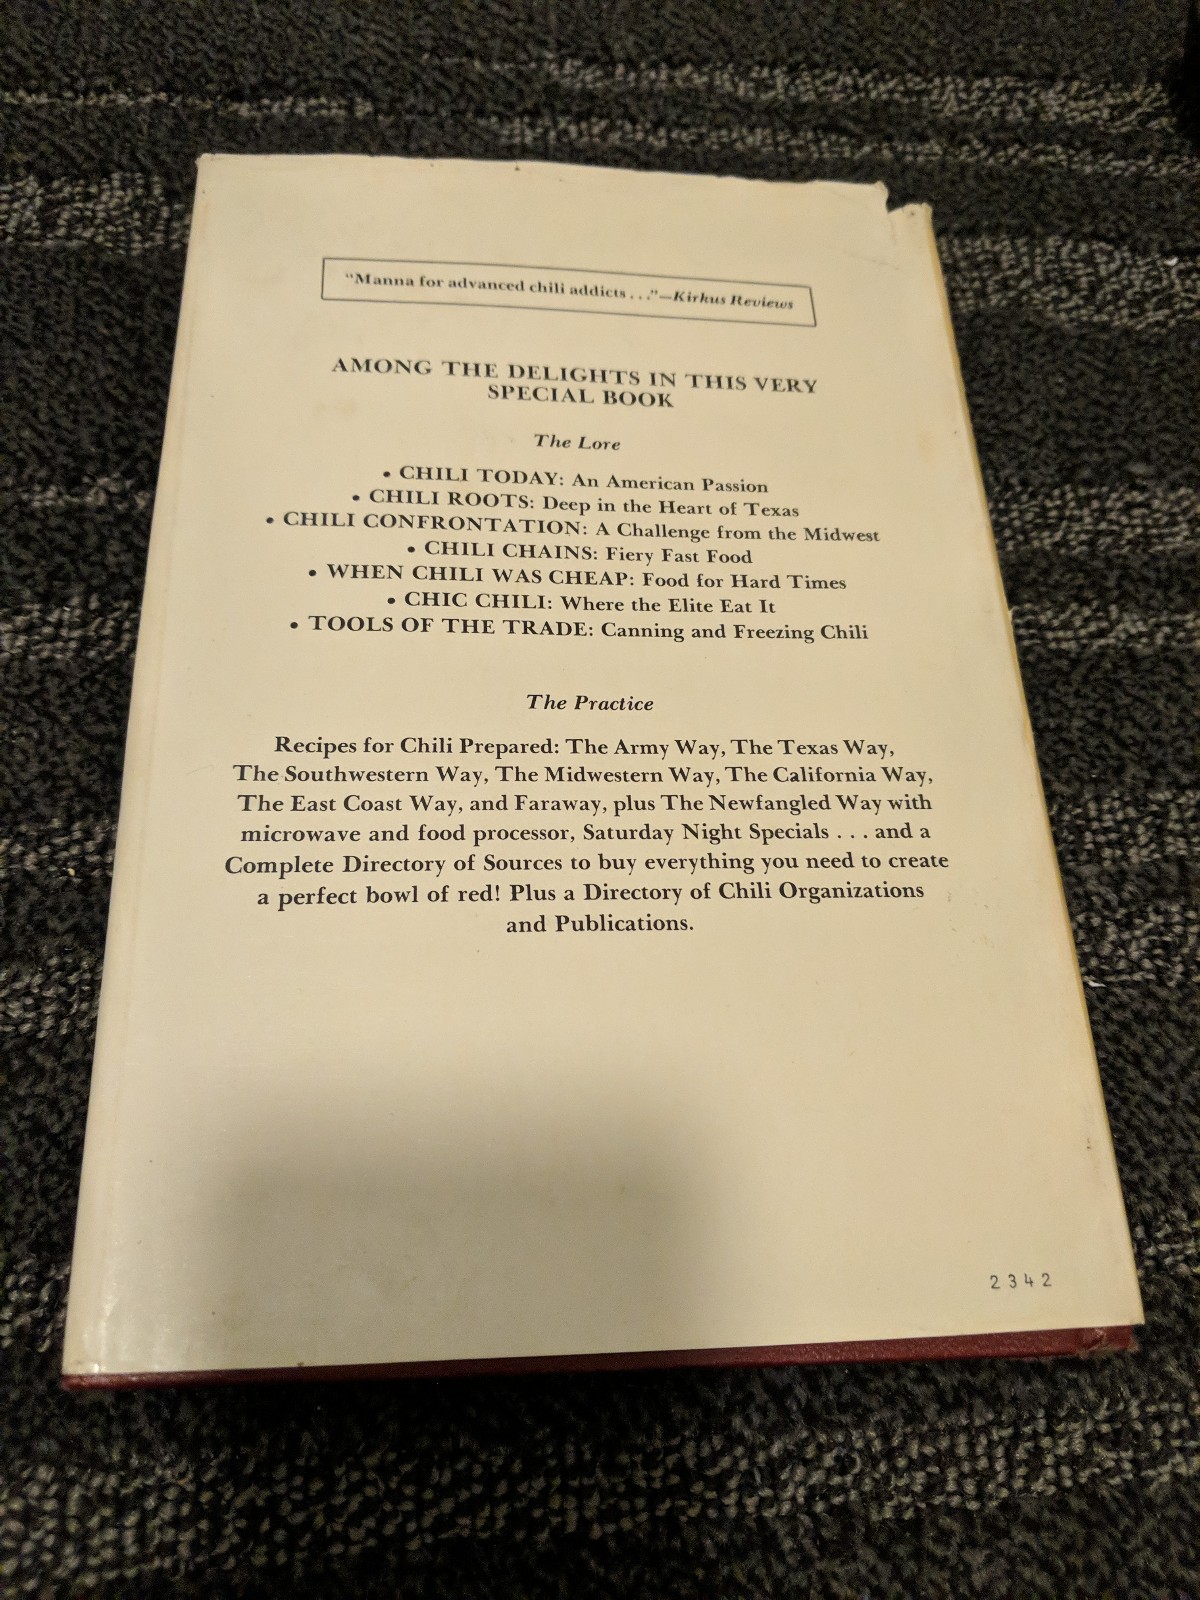 “Manna for advanced chili addicts . . .”—Kirkus Reviews
AMONG THE DELIGHTS IN THIS VERY
SPECIAL BOOK
The Lore
• CHILI TODAY: An American Passion
• CHILI ROOTS: Deep in the Heart of Texas
• CHILI CONFRONTATION: A Challenge from the Midwest
• CHILI CHAINS: Fiery Fast Food
• WHEN CHILI WAS CHEAP: Food for Hard Times
• CHIC CHILI: Where the Elite Eat It
• TOOLS OF THE TRADE: Canning and Freezing Chili
The Practice
Recipes for Chili Prepared: The Army Way, The Texas Way,
The Southwestern Way, The Midwestern Way, The California Way,
The East Coast Way, and Faraway, plus The Newfangled Way with
microwave and food processor, Saturday Night Specials . . . and a
Complete Directory of Sources to buy everything you need to create
a perfect bowl of red! Plus a Directory of Chili Organizations
and Publications.
2342